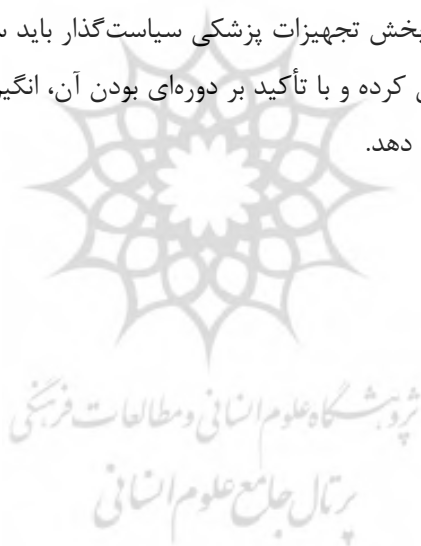 بخش تجهیزات پزشکی سیاست‌گذار باید
کرده و با تأکید بر دوره‌ای بودن آن،
دهد.
پژوهشگاه علوم انسانی و مطالعات فرهنگی
پرتال جامع علوم انسانی